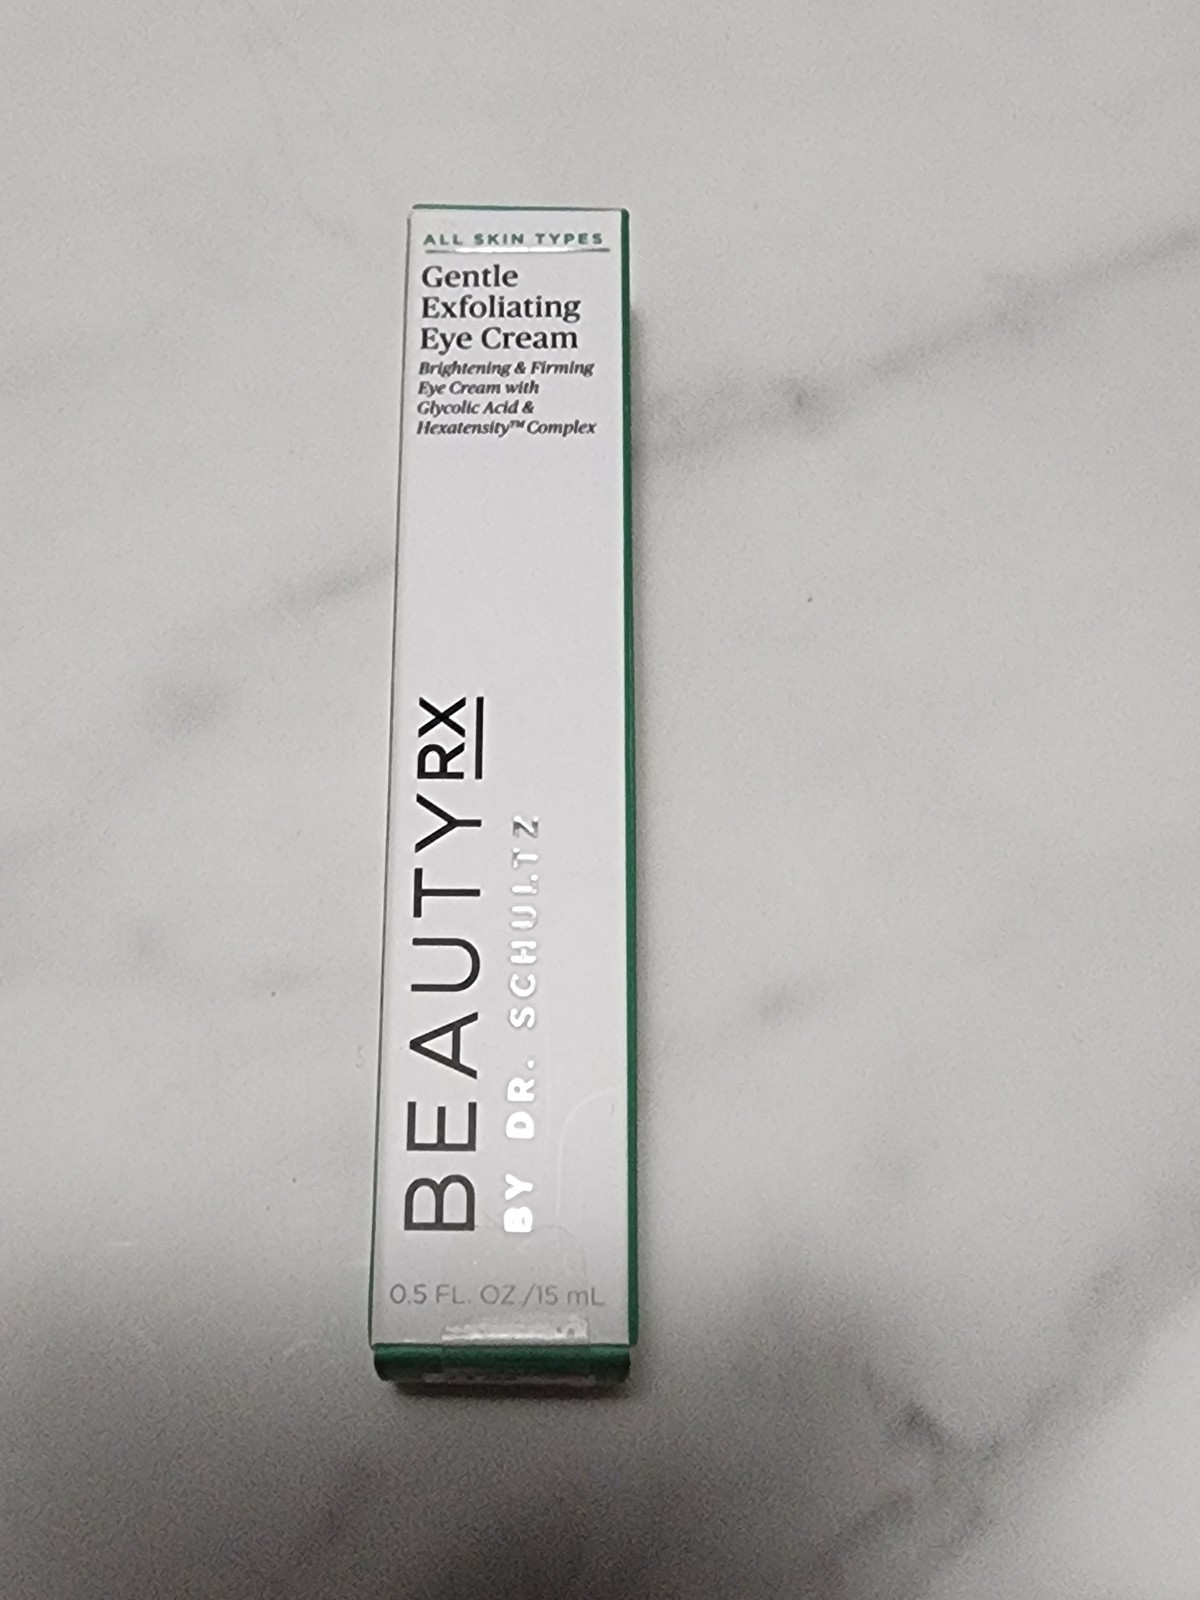 ALL SKIN TYPES
Gentle
Exfoliating
Eye Cream
Brightening & Firming
Eye Cream with
Glycolic Acid &
Hexatensity™ Complex
BEAUTYRX
BY DR. SCHULTZ
0.5 FL. OZ./15 mL